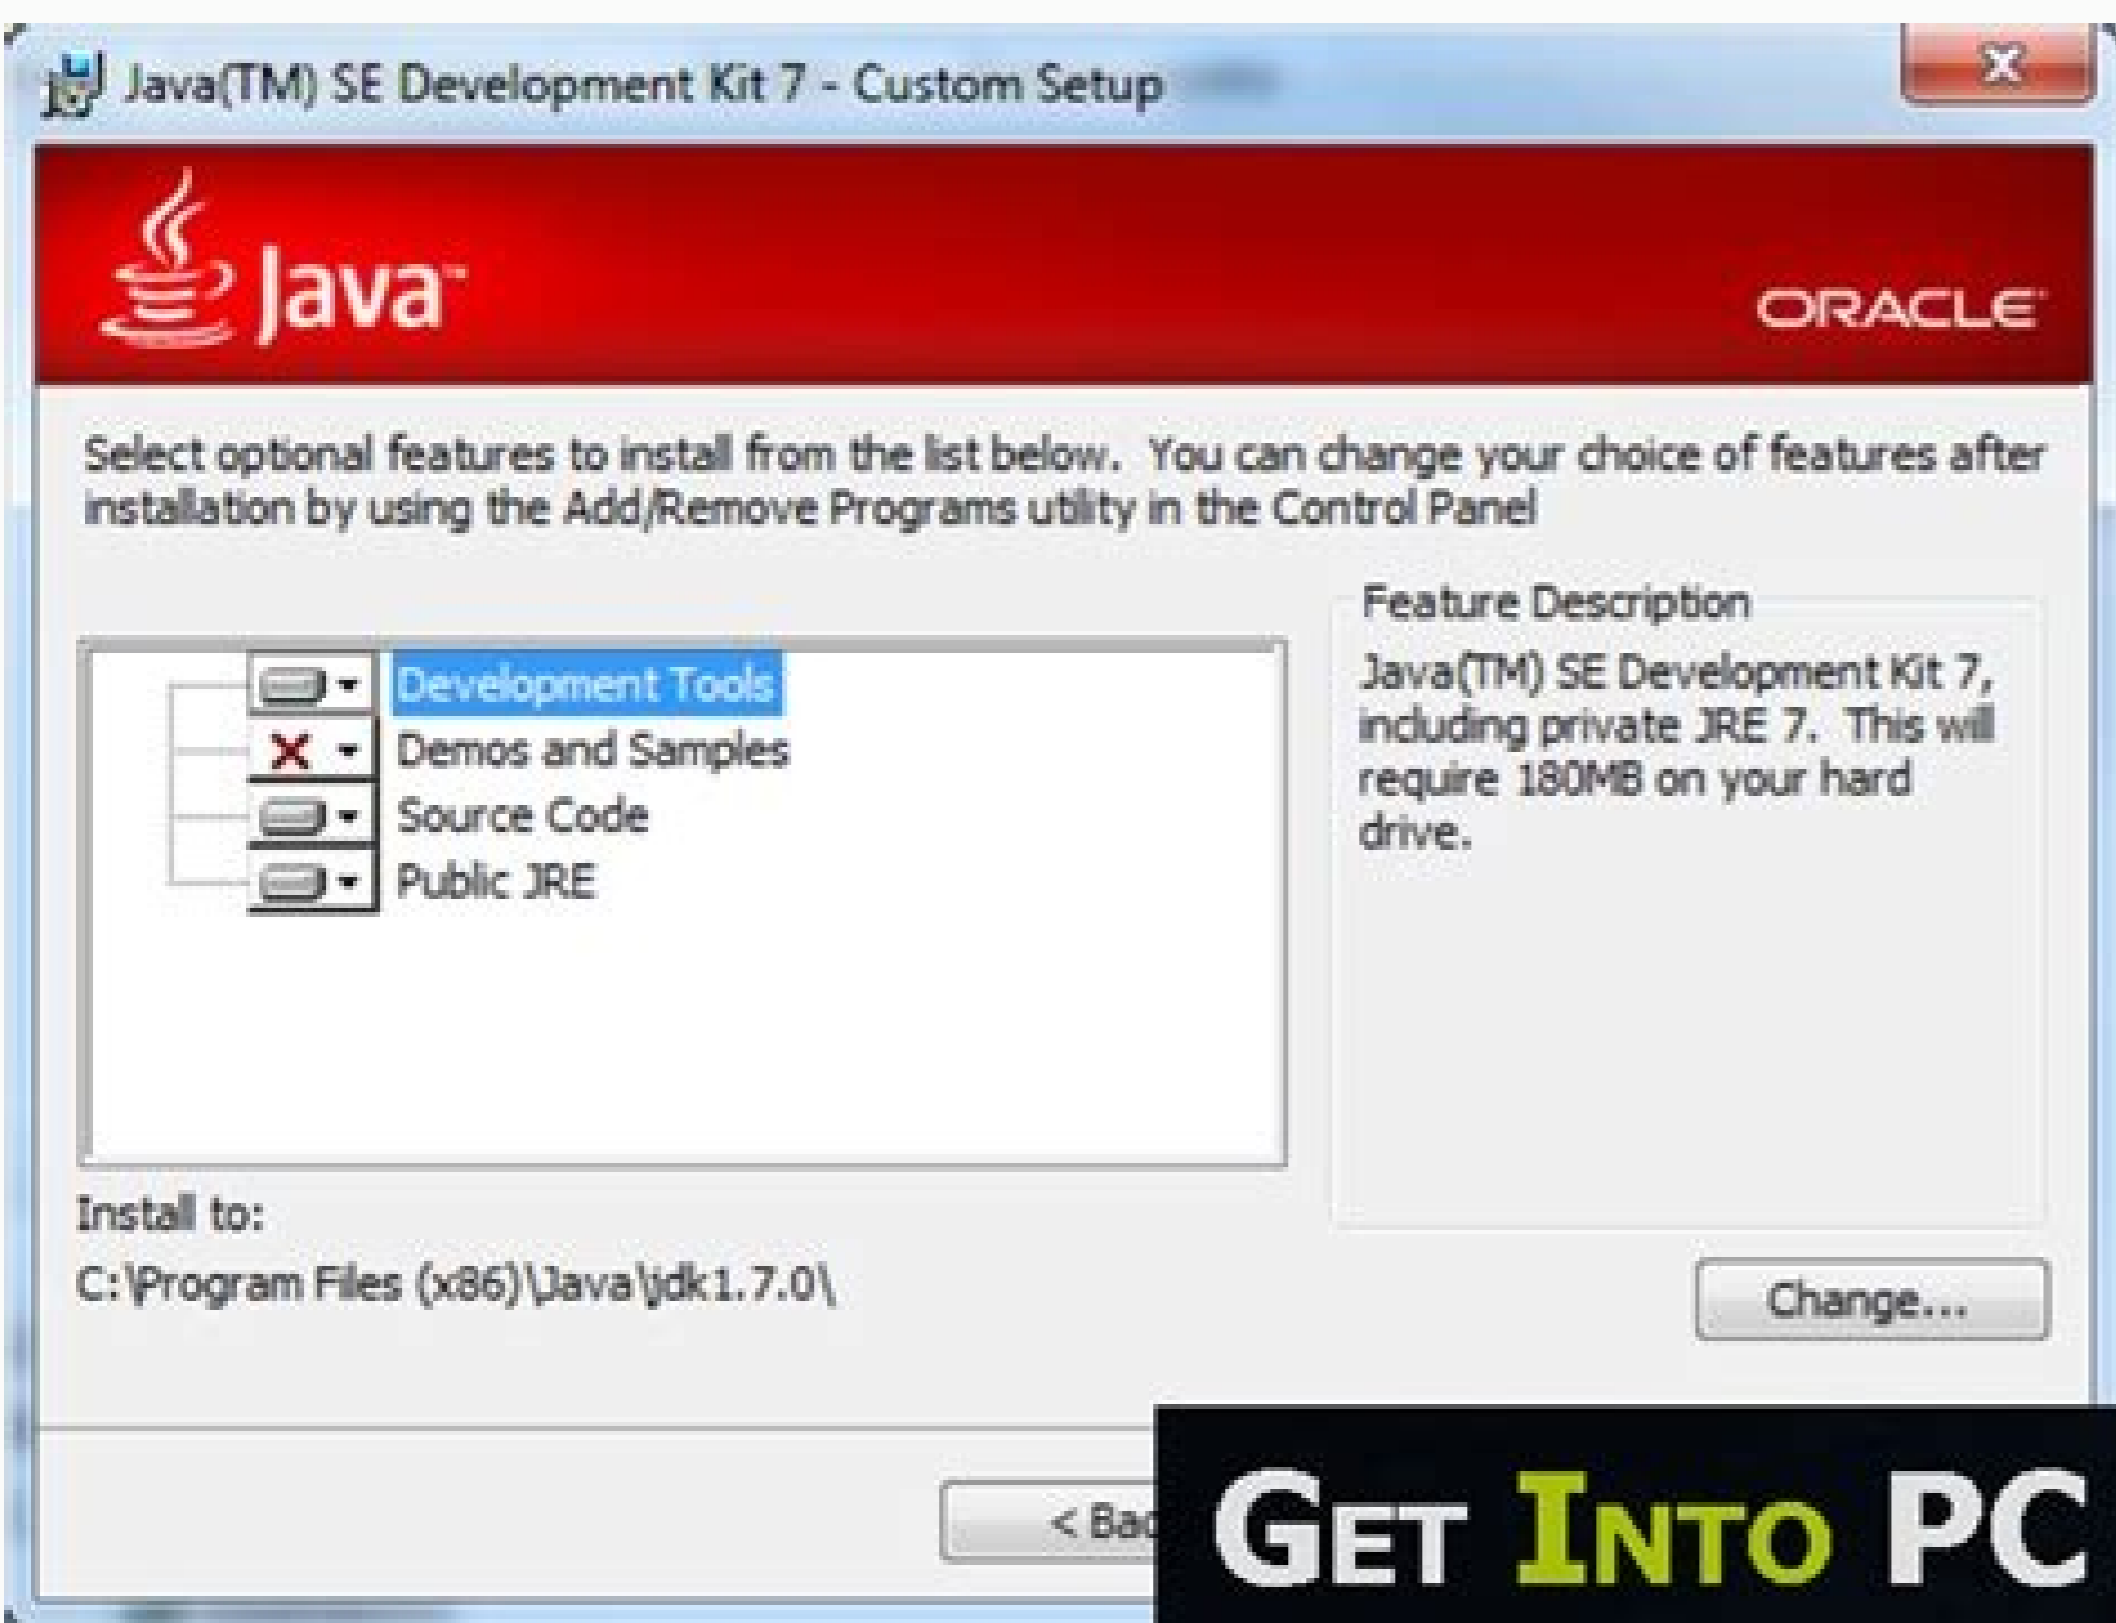 Java(TM) SE Development Kit 7 - Custom Setup
Java™
ORACLE
Select optional features to install from the list below. You can change your choice of features after
installation by using the Add/Remove Programs utility in the Control Panel
Development Tools
Demos and Samples
Source Code
Public JRE
Feature Description
Java(TM) SE Development Kit 7,
including private JRE 7. This will
require 180MB on your hard
drive.
Install to:
C:\Program Files (x86)\Java\jdk1.7.0\
Change...
< Bac
GET INTO PC